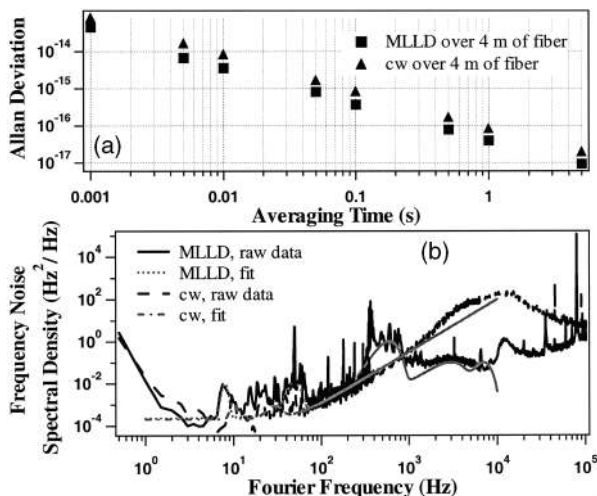 10-14
10-15
10-16
10-17
Allan Deviation
MLLD over 4 m of fiber
cw over 4 m of fiber
(a)
0.001
0.01
0.1
1
Averaging Time (s)
Frequency Noise
Spectral Density (Hz2/ Hz)
104
102
100
10-2
10-4
(b)
MLLD, raw data
MLLD, fit
cw, raw data
cw, fit
100
101
102
103
104
105
Fourier Frequency (Hz)